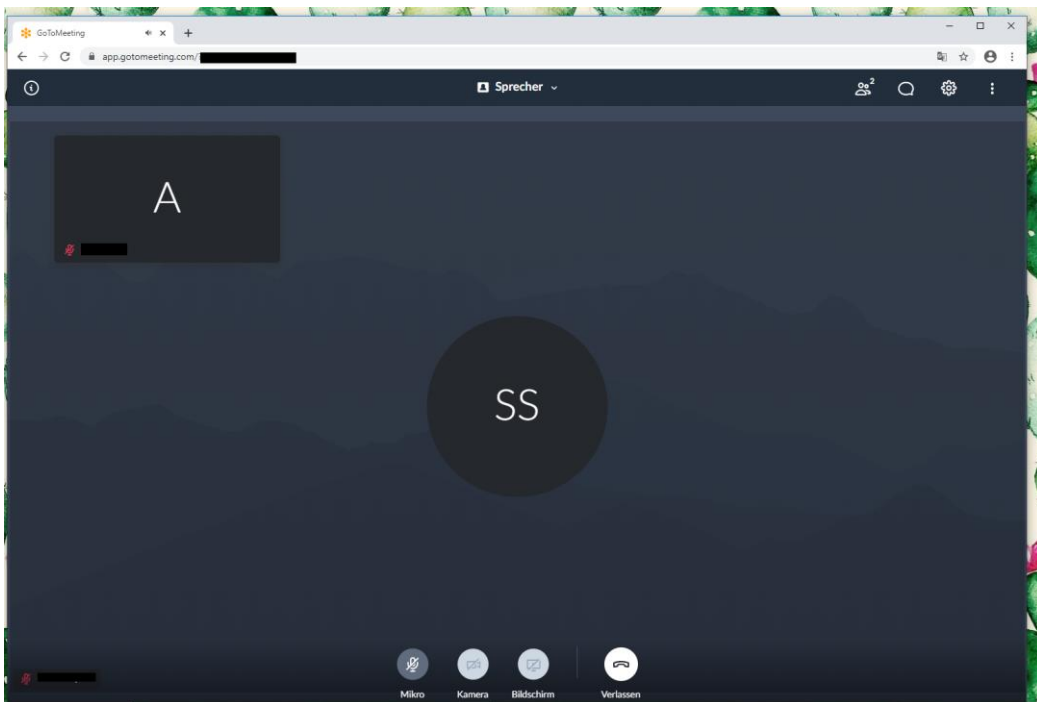 GoToMeeting
app.gotomeeting.com/
Sprecher
2
A
SS
Mikro
Kamera
Bildschirm
Verlassen